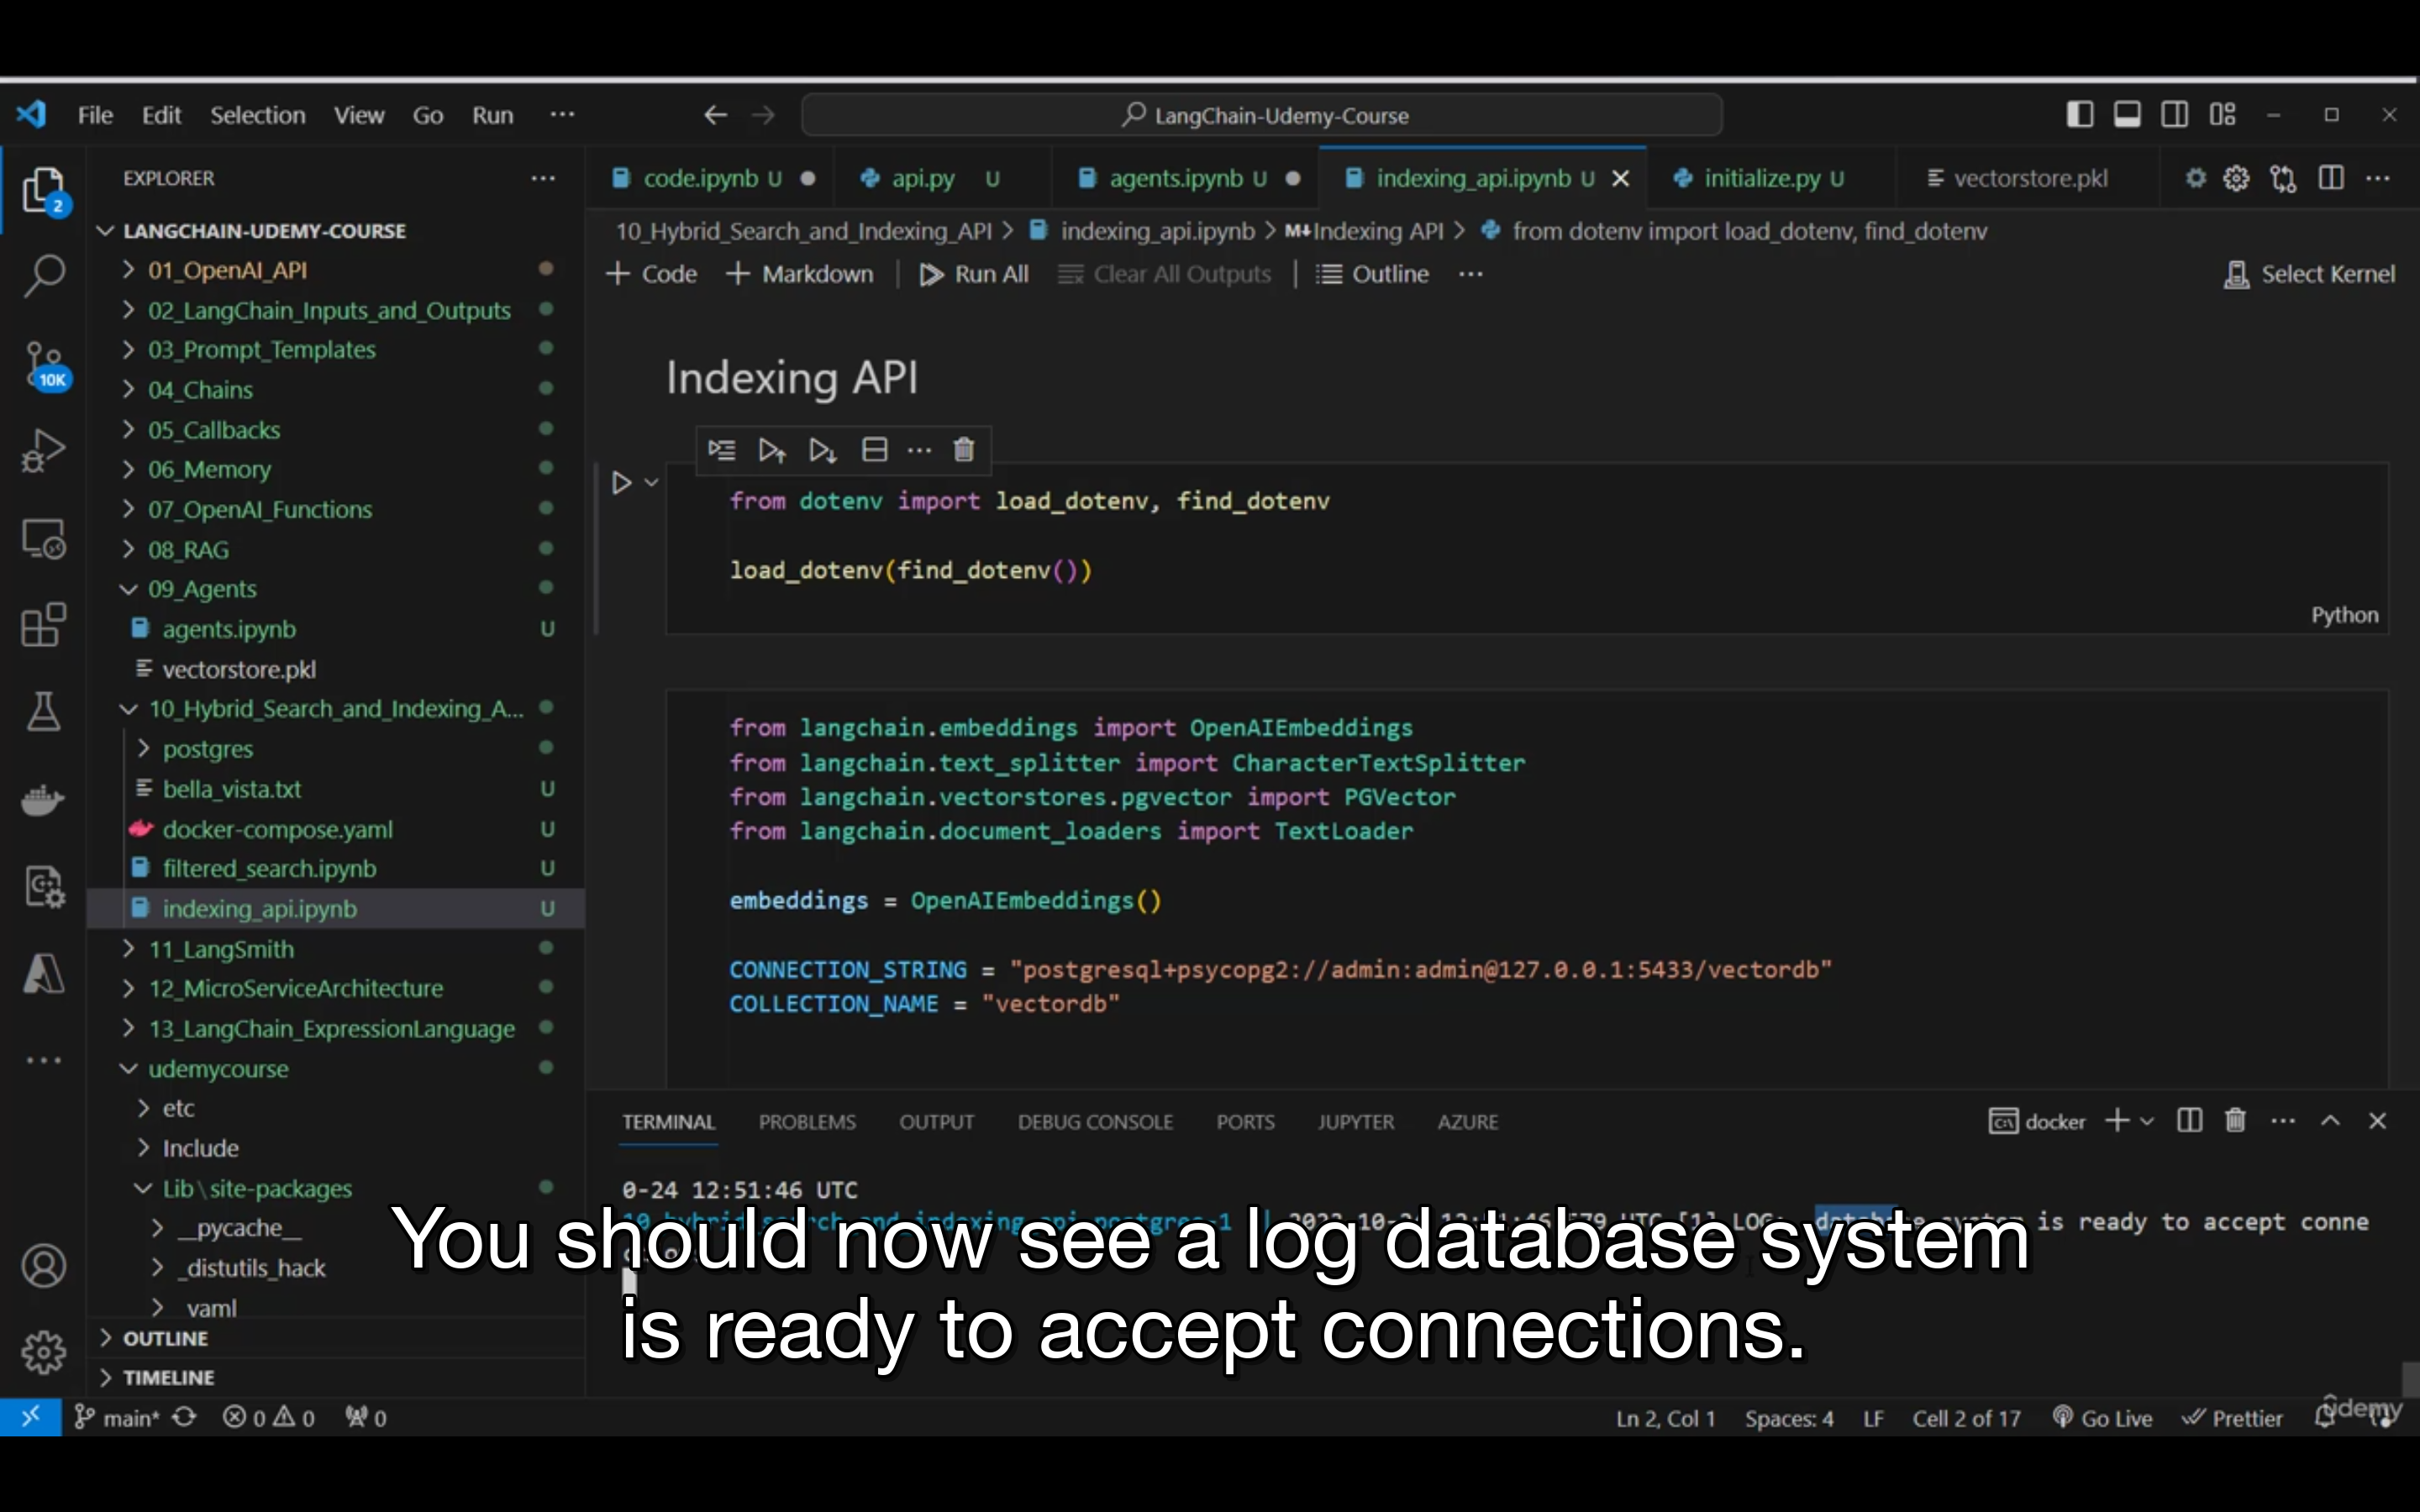 File Edit Selection View Go Run ··· LangChain-Udemy-Course
EXPLORER ···
code.ipynb U api.py U agents.ipynb U indexing_api.ipynb U initialize.py U vectorstore.pkl ···
LANGCHAIN-UDEMY-COURSE
10_Hybrid_Search_and_Indexing_API > indexing_api.ipynb > M↓Indexing API > from dotenv import load_dotenv, find_dotenv
+ Code + Markdown Run All Clear All Outputs Outline ··· Select Kernel
2
01_OpenAI_API
02_LangChain_Inputs_and_Outputs
03_Prompt_Templates
10K
04_Chains
05_Callbacks
06_Memory
07_OpenAI_Functions
08_RAG
09_Agents
agents.ipynb U
vectorstore.pkl
10_Hybrid_Search_and_Indexing_A...
postgres
bella_vista.txt U
docker-compose.yaml U
filtered_search.ipynb U
indexing_api.ipynb U
11_LangSmith
12_MicroServiceArchitecture
13_LangChain_ExpressionLanguage
udemycourse
etc
Include
Lib\site-packages
__pycache__
_distutils_hack
yaml
OUTLINE
TIMELINE
Indexing API
from dotenv import load_dotenv, find_dotenv
load_dotenv(find_dotenv())
Python
from langchain.embeddings import OpenAIEmbeddings
from langchain.text_splitter import CharacterTextSplitter
from langchain.vectorstores.pgvector import PGVector
from langchain.document_loaders import TextLoader
embeddings = OpenAIEmbeddings()
CONNECTION_STRING = "postgresql+psycopg2://admin:admin@127.0.0.1:5433/vectordb"
COLLECTION_NAME = "vectordb"
TERMINAL PROBLEMS OUTPUT DEBUG CONSOLE PORTS JUPYTER AZURE docker
0-24 12:51:46 UTC
is ready to accept conne
You should now see a log database system
is ready to accept connections.
main* 0 0 0 Ln 2, Col 1 Spaces: 4 LF Cell 2 of 17 Go Live Prettier
udemy